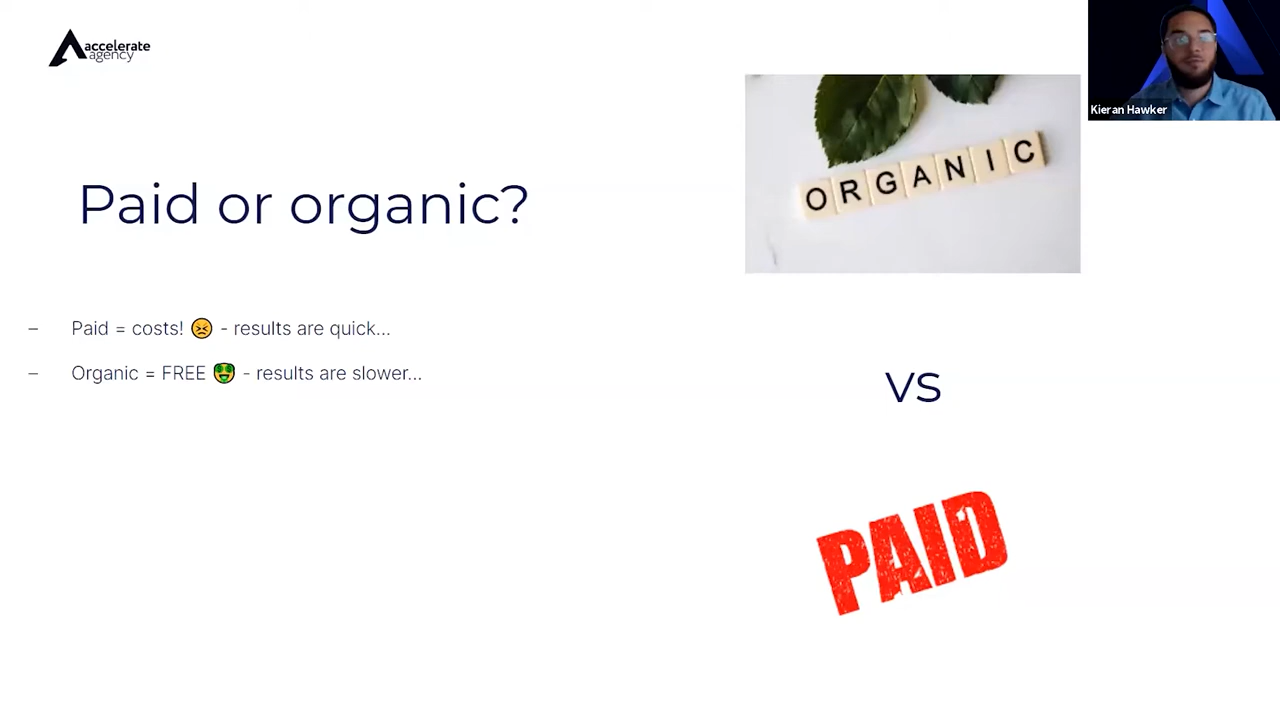 accelerate
agency
Kieran Hawker
ORGANIC
Paid or organic?
– Paid = costs! 😣 - results are quick...
– Organic = FREE 🤑 - results are slower...
vs
PAID